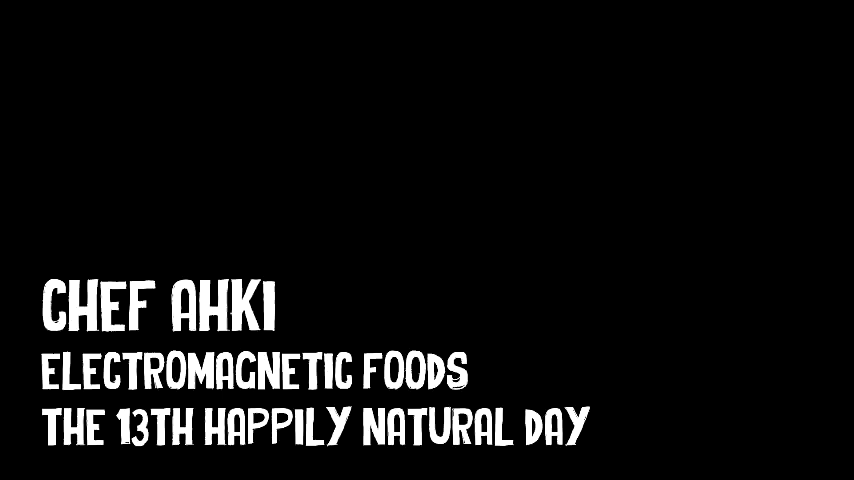 CHEF AHKI
ELECTROMAGNETIC FOODS
THE 13TH HAPPILY NATURAL DAY